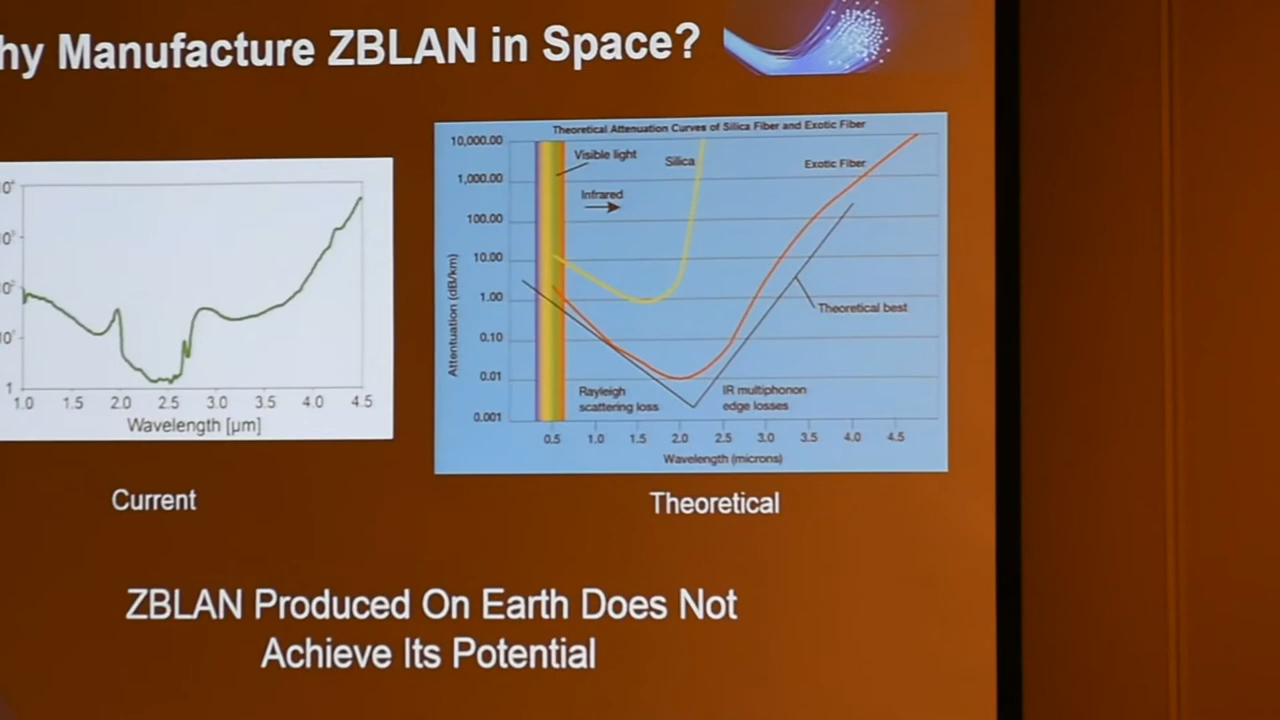 hy Manufacture ZBLAN in Space?
1
1.0 1.5 2.0 2.5 3.0 3.5 4.0 4.5
Wavelength [µm]
Current
Theoretical Attenuation Curves of Silica Fiber and Exotic Fiber
10,000.00
1,000.00
100.00
10.00
1.00
0.10
0.01
0.001
Attentuation (dB/km)
Visible light
Silica
Exotic Fiber
Infrared
Theoretical best
Rayleigh
scattering loss
IR multiphonon
edge losses
0.5 1.0 1.5 2.0 2.5 3.0 3.5 4.0 4.5
Wavelength (microns)
Theoretical
ZBLAN Produced On Earth Does Not
Achieve Its Potential